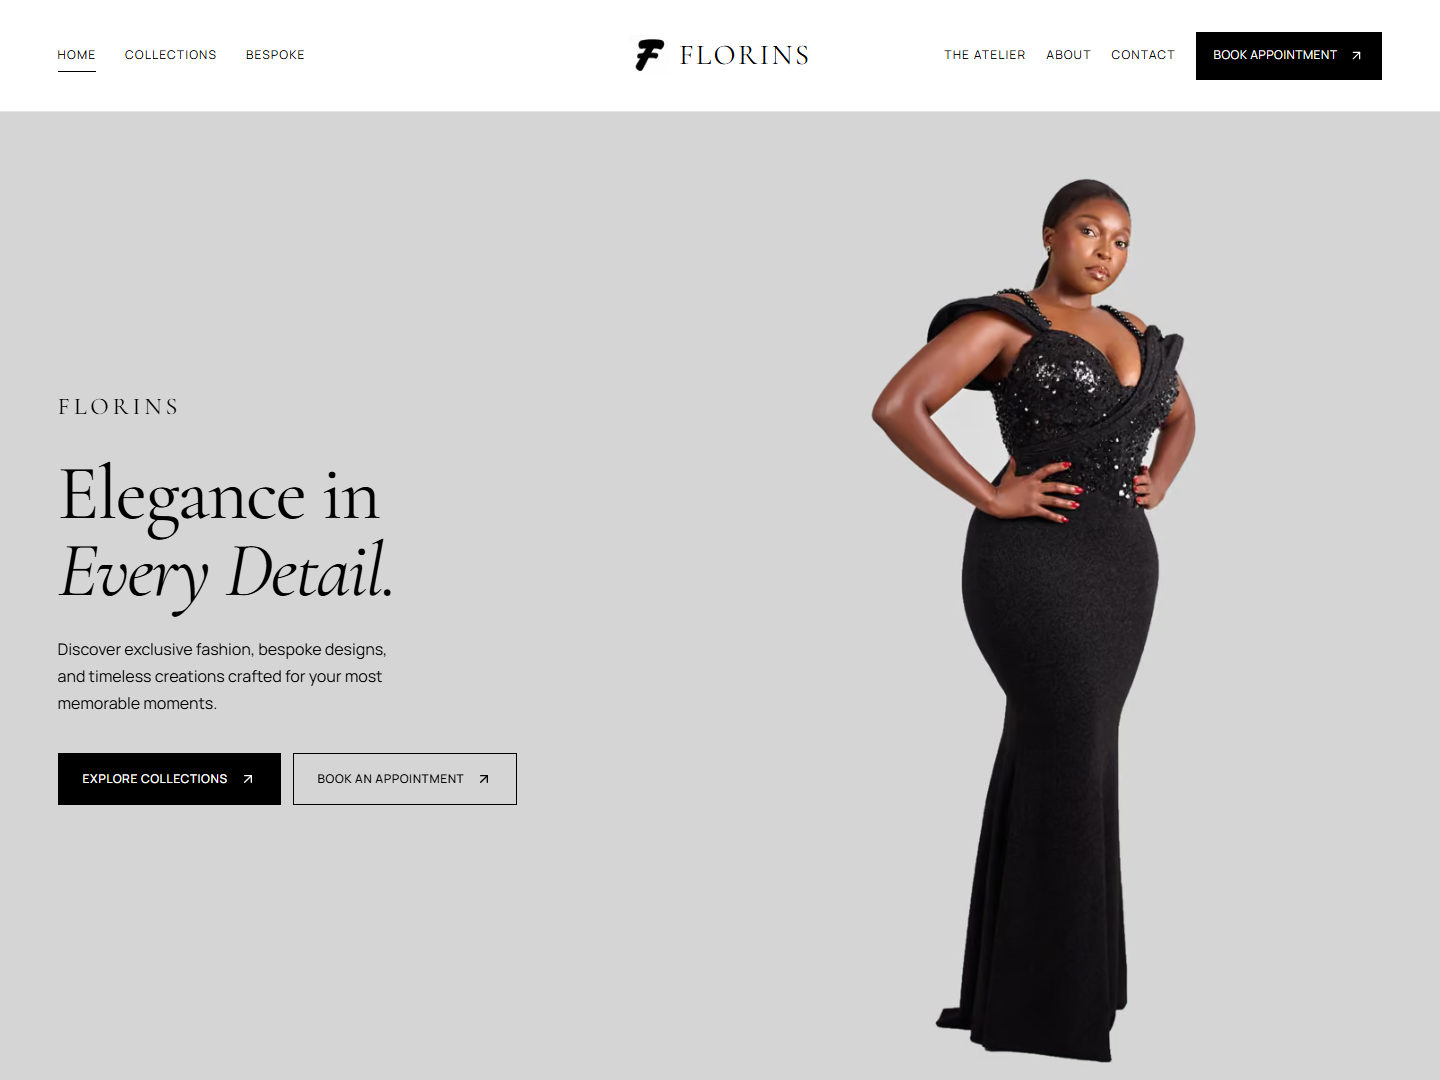 HOME
COLLECTIONS
BESPOKE
F FLORINS
THE ATELIER
ABOUT
CONTACT
BOOK APPOINTMENT
FLORINS
Elegance in
Every Detail.
Discover exclusive fashion, bespoke designs,
and timeless creations crafted for your most
memorable moments.
EXPLORE COLLECTIONS
BOOK AN APPOINTMENT